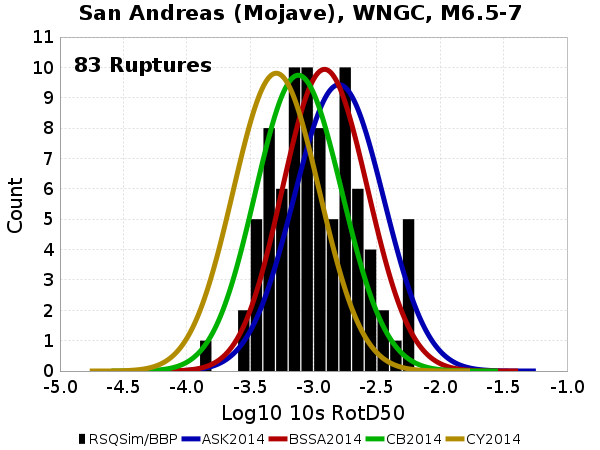 San Andreas (Mojave), WNGC, M6.5-7
83 Ruptures
Count
11
10
9
8
7
6
5
4
3
2
1
0
-5.0 -4.5 -4.0 -3.5 -3.0 -2.5 -2.0 -1.5 -1.0
Log10 10s RotD50
RSQSim/BBP ASK2014 BSSA2014 CB2014 CY2014